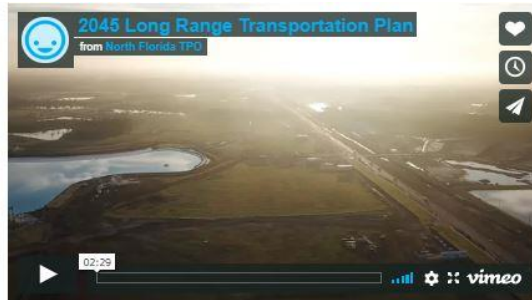 2045 Long Range Transportation Plan
from North Florida TPO
02:29
vimeo